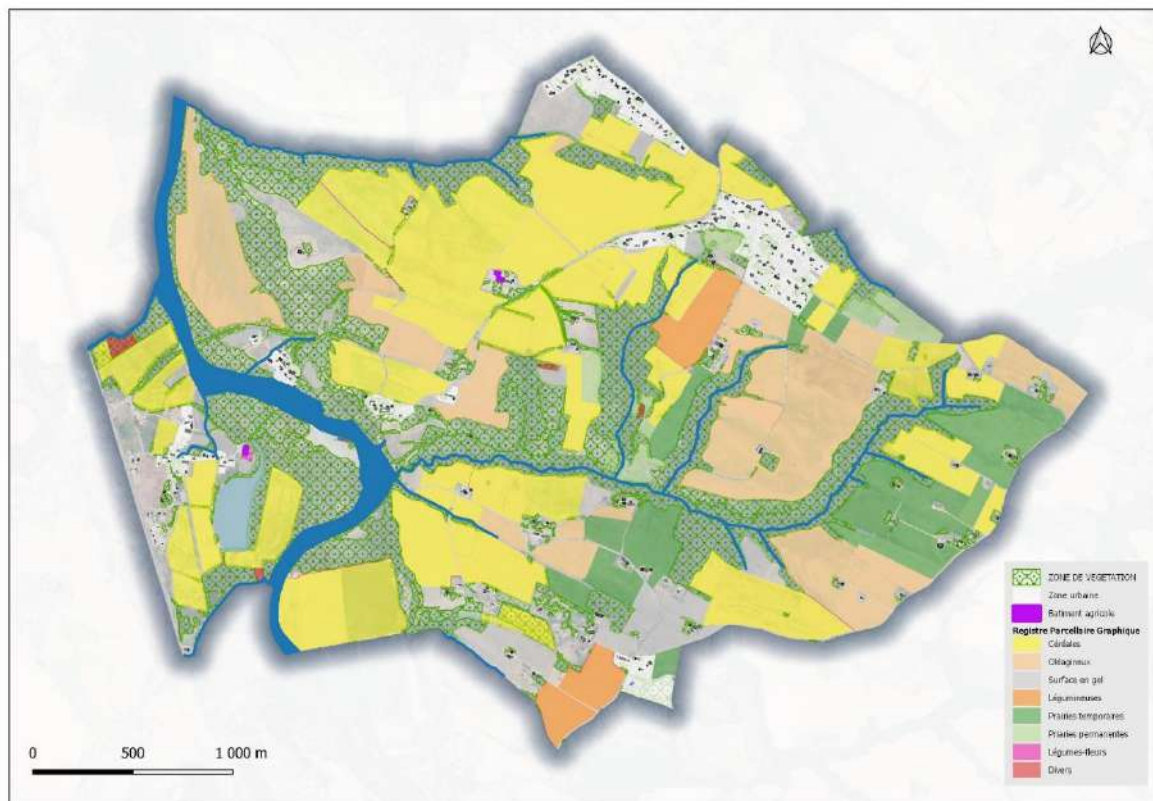 ZONE DE VEGETATION
Zone urbaine
Batiment agricole
Registre Parcellaire Graphique
Céréales
Oléagineux
Surface en gel
Légumineuses
Prairies temporaires
Priaries permanentes
Légumes-fleurs
Divers
0 500 1 000 m